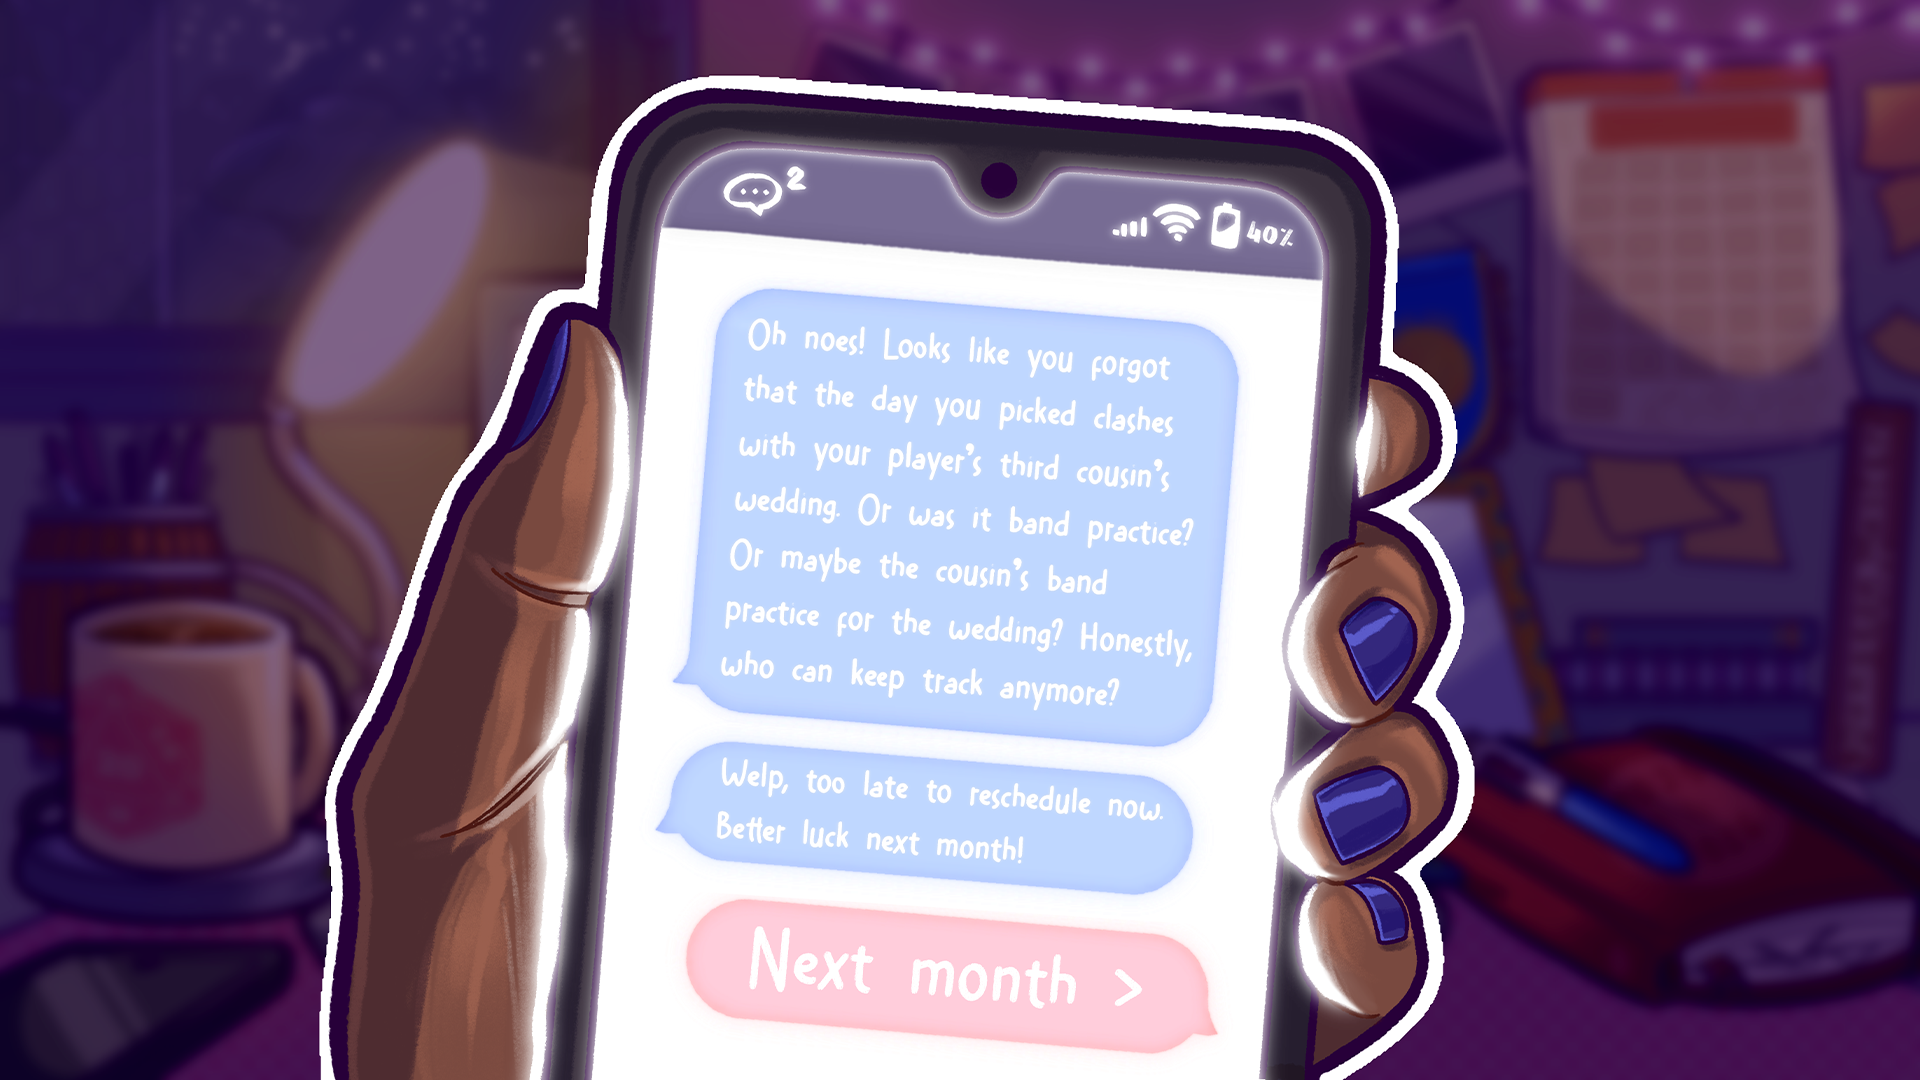 2
40%
Oh noes! Looks like you forgot
that the day you picked clashes
with your player's third cousin's
wedding. Or was it band practice?
Or maybe the cousin's band
practice for the wedding? Honestly,
who can keep track anymore?
Welp, too late to reschedule now.
Better luck next month!
Next month >